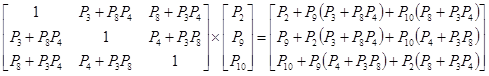 [1 P₃+P₈P₄ P₈+P₃P₄] [P₂] [P₂+P₉(P₃+P₈P₄)+P₁₀(P₈+P₃P₄)]
[P₃+P₈P₄ 1 P₄+P₃P₈] × [P₉] = [P₉+P₂(P₃+P₈P₄)+P₁₀(P₄+P₃P₈)]
[P₈+P₃P₄ P₄+P₃P₈ 1] [P₁₀] [P₁₀+P₉(P₄+P₃P₈)+P₂(P₈+P₃P₄)]